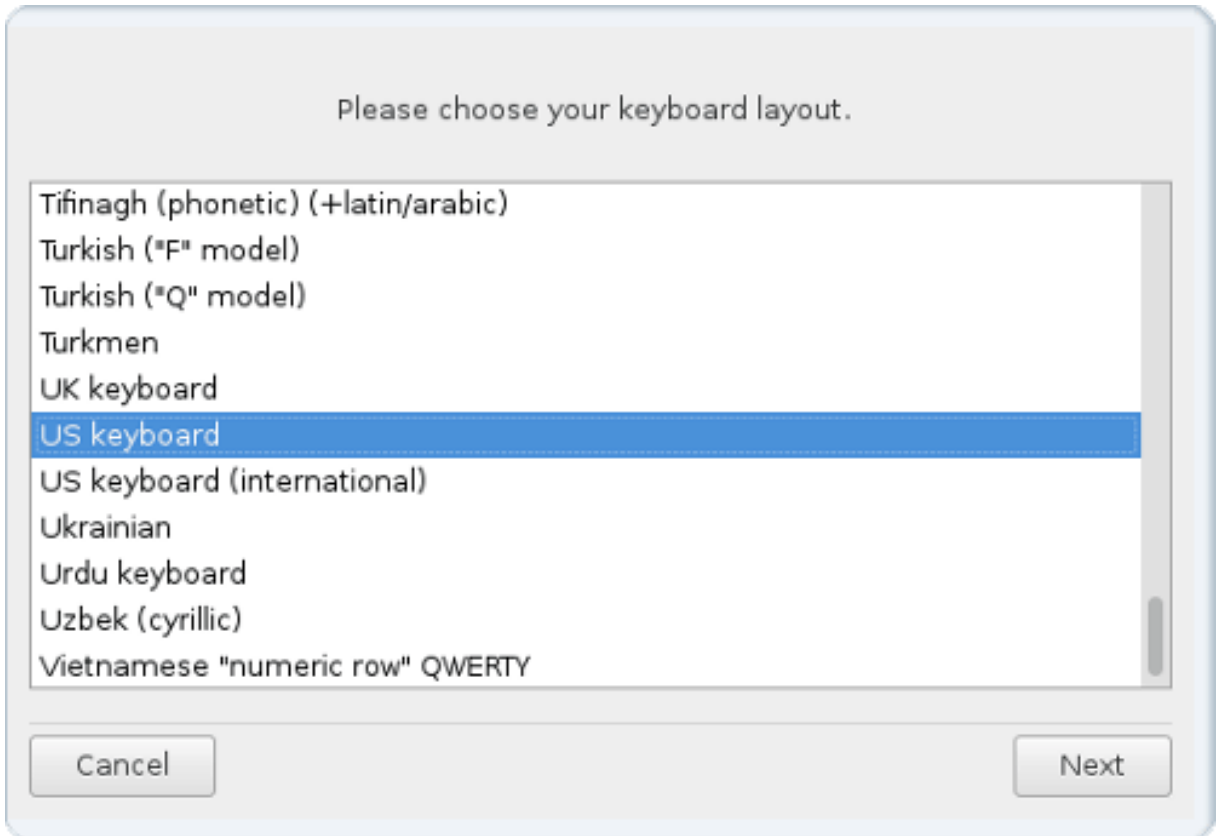 Please choose your keyboard layout.
Tifinagh (phonetic) (+latin/arabic)
Turkish ("F" model)
Turkish ("Q" model)
Turkmen
UK keyboard
US keyboard
US keyboard (international)
Ukrainian
Urdu keyboard
Uzbek (cyrillic)
Vietnamese "numeric row" QWERTY
Cancel
Next